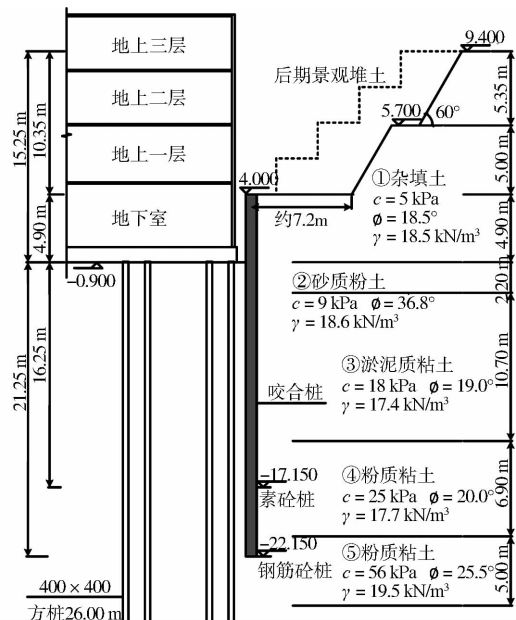 地上三层
地上二层
地上一层
地下室
15.25 m
10.35 m
4.90 m
-0.900
21.25 m
16.25 m
400 × 400
方桩26.00 m
后期景观堆土
9.400
5.700
60°
4.000
约7.2m
①杂填土
c = 5 kPa
ø = 18.5°
γ = 18.5 kN/m³
②砂质粉土
c = 9 kPa ø = 36.8°
γ = 18.6 kN/m³
③淤泥质粘土
c = 18 kPa ø = 19.0°
γ = 17.4 kN/m³
咬合桩
-17.150
素砼桩
④粉质粘土
c = 25 kPa ø = 20.0°
γ = 17.7 kN/m³
-22.150
钢筋砼桩
⑤粉质粘土
c = 56 kPa ø = 25.5°
γ = 19.5 kN/m³
5.35 m
5.00 m
4.90 m
2.20 m
10.70 m
6.90 m
5.00 m